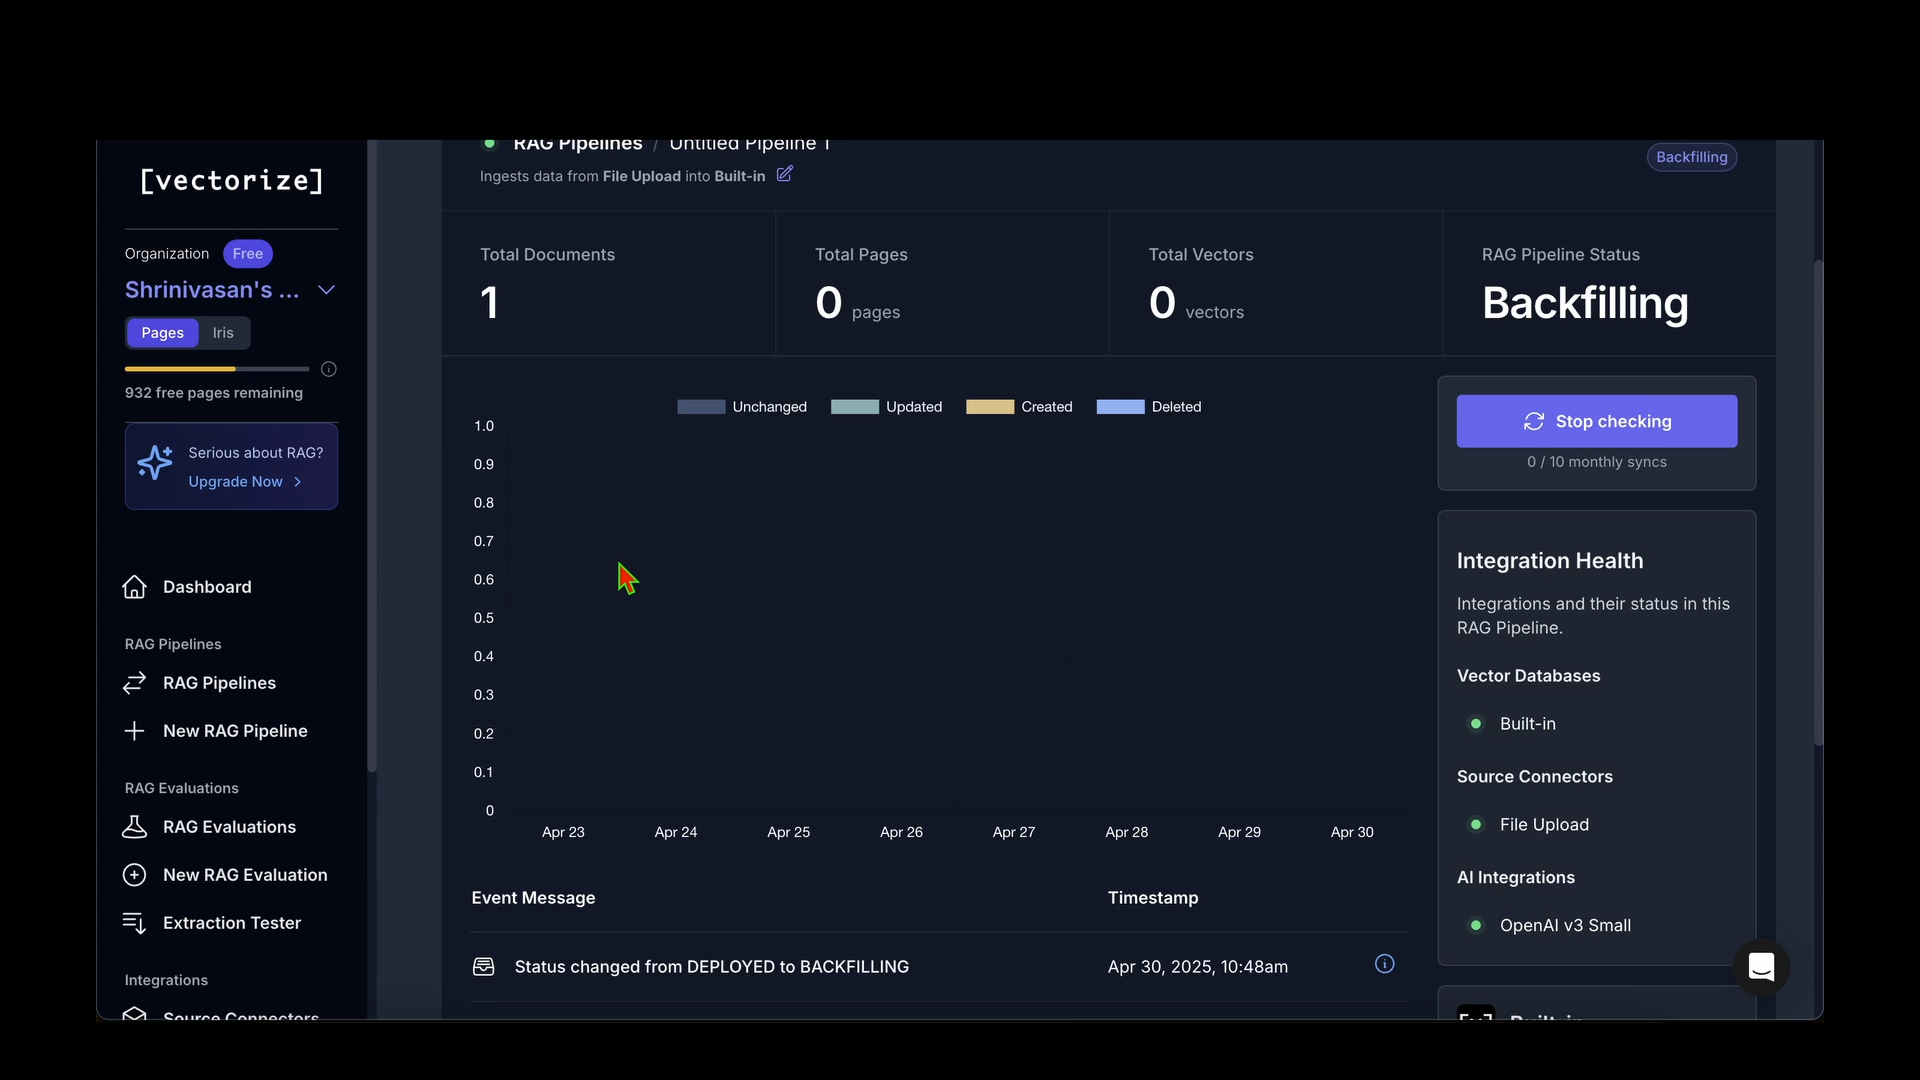 [vectorize]
Organization Free
Shrinivasan's ...
Pages Iris
932 free pages remaining
Serious about RAG?
Upgrade Now
Dashboard
RAG Pipelines
RAG Pipelines
New RAG Pipeline
RAG Evaluations
RAG Evaluations
New RAG Evaluation
Extraction Tester
Integrations
Source Connectors
RAG Pipelines / Untitled Pipeline 1
Ingests data from File Upload into Built-in
Backfilling
Total Documents
1
Total Pages
0 pages
Total Vectors
0 vectors
RAG Pipeline Status
Backfilling
Unchanged Updated Created Deleted
1.0
0.9
0.8
0.7
0.6
0.5
0.4
0.3
0.2
0.1
0
Apr 23 Apr 24 Apr 25 Apr 26 Apr 27 Apr 28 Apr 29 Apr 30
Event Message Timestamp
Status changed from DEPLOYED to BACKFILLING Apr 30, 2025, 10:48am
Stop checking
0 / 10 monthly syncs
Integration Health
Integrations and their status in this
RAG Pipeline.
Vector Databases
Built-in
Source Connectors
File Upload
AI Integrations
OpenAI v3 Small
Built-in